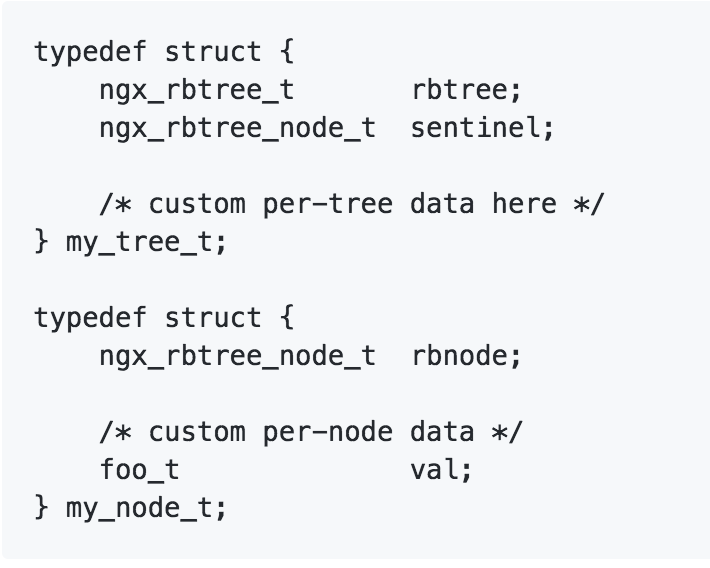 typedef struct {
    ngx_rbtree_t       rbtree;
    ngx_rbtree_node_t  sentinel;

    /* custom per-tree data here */
} my_tree_t;

typedef struct {
    ngx_rbtree_node_t  rbnode;

    /* custom per-node data */
    foo_t              val;
} my_node_t;